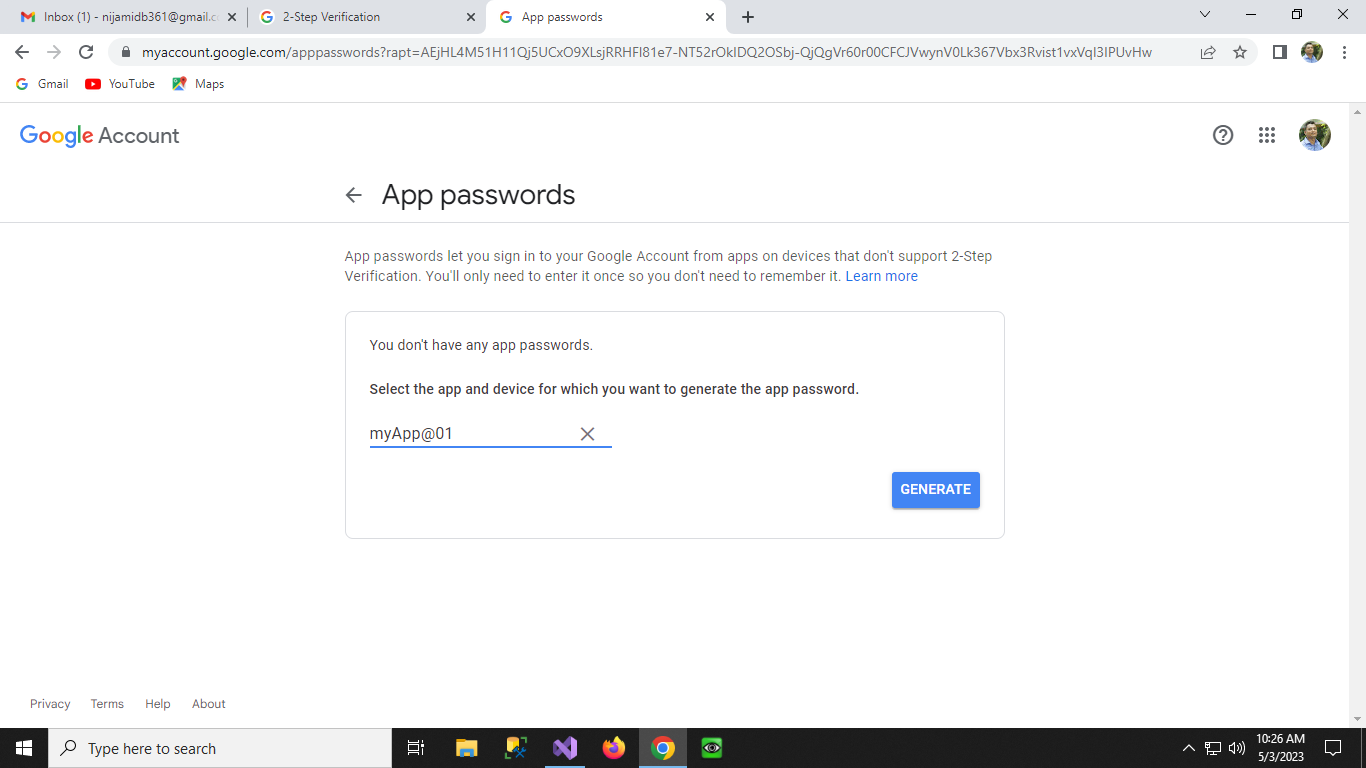 Inbox (1) - nijamidb361@gmail.c
2-Step Verification
App passwords
myaccount.google.com/apppasswords?rapt=AEjHL4M51H11Qj5UCxO9XLsjRRHFl81e7-NT52rOkIDQ2OSbj-QjQgVr60r00CFCJVwynV0Lk367Vbx3Rvist1vxVqI3IPUvHw
Gmail
YouTube
Maps
Google Account
App passwords
App passwords let you sign in to your Google Account from apps on devices that don't support 2-Step
Verification. You'll only need to enter it once so you don't need to remember it. Learn more
You don't have any app passwords.
Select the app and device for which you want to generate the app password.
myApp@01
GENERATE
Privacy
Terms
Help
About
Type here to search
10:26 AM
5/3/2023